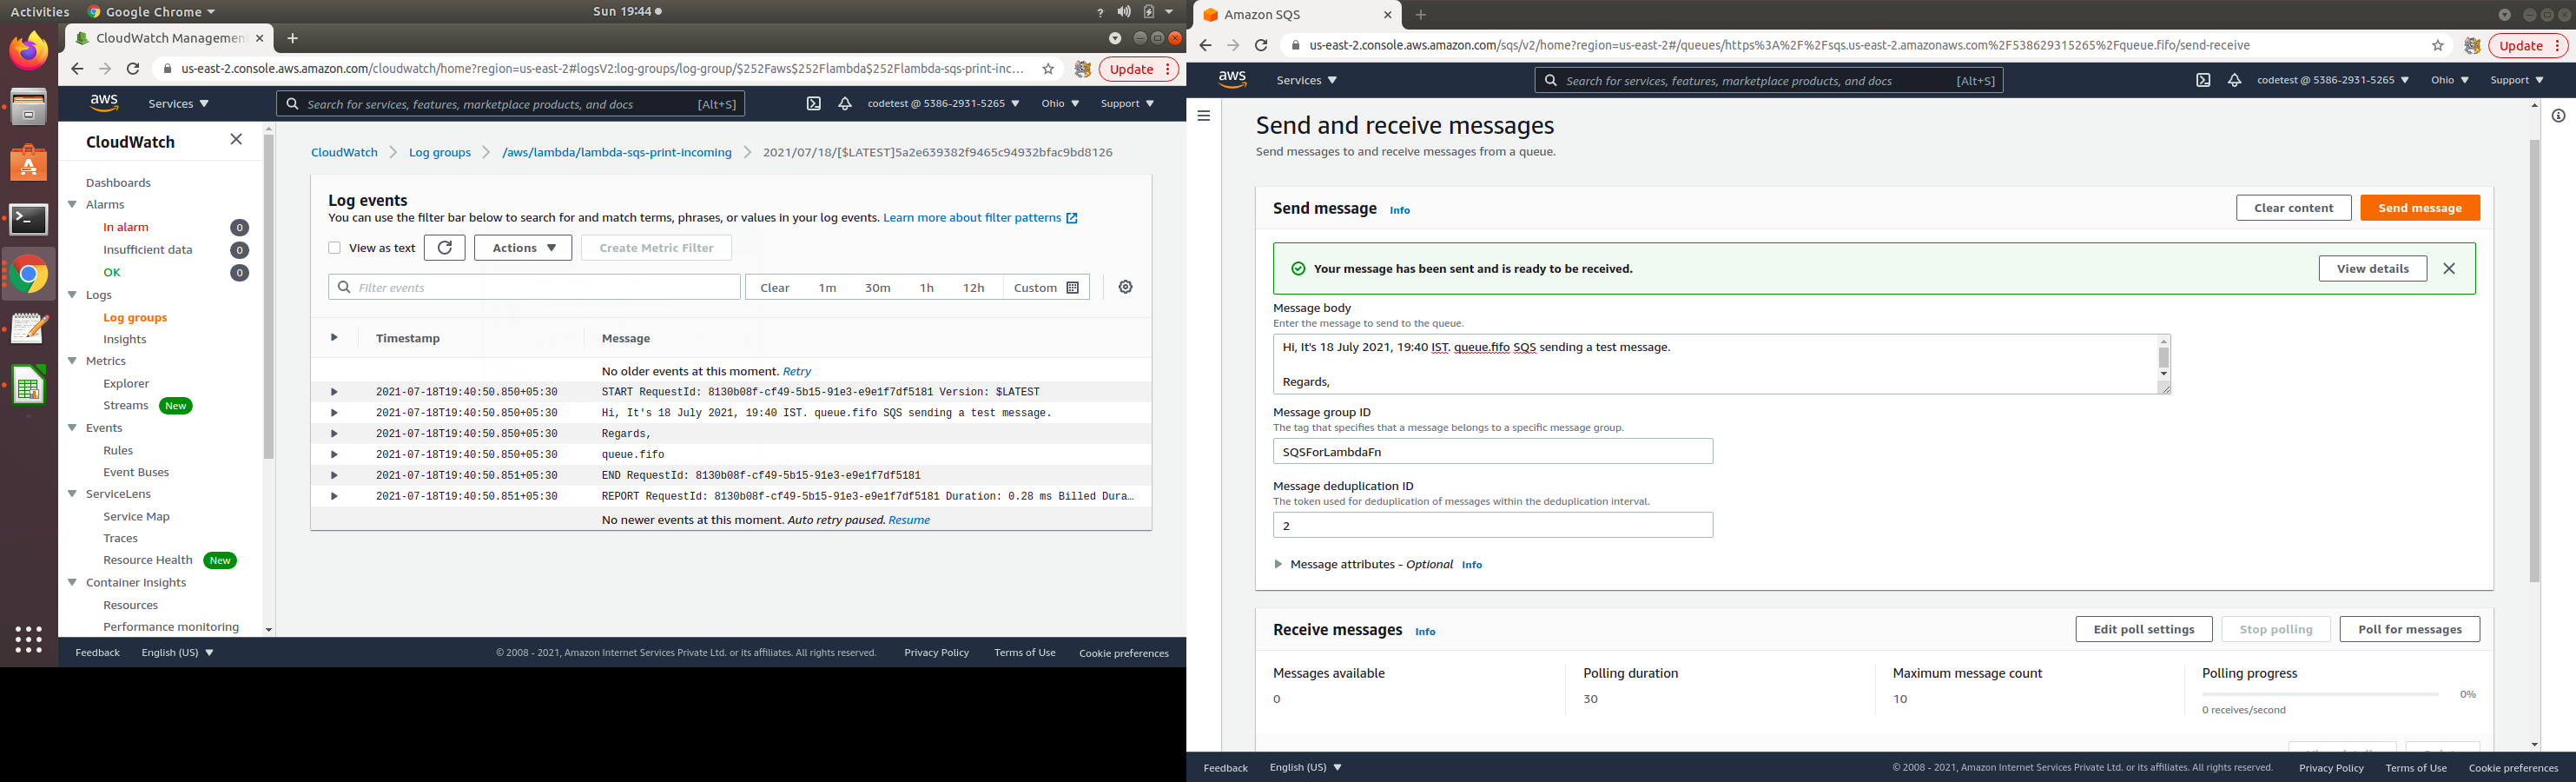 Activities Google Chrome Sun 19:44
CloudWatch Managemen
us-east-2.console.aws.amazon.com/cloudwatch/home?region=us-east-2#logsV2:log-groups/log-group/$252Faws$252Flambda$252Flambda-sqs-print-inc... Update
aws Services Search for services, features, marketplace products, and docs [Alt+S] codetest @ 5386-2931-5265 Ohio Support
CloudWatch
Dashboards
Alarms
In alarm 0
Insufficient data 0
OK 0
Logs
Log groups
Insights
Metrics
Explorer
Streams New
Events
Rules
Event Buses
ServiceLens
Service Map
Traces
Resource Health New
Container Insights
Resources
Performance monitoring
CloudWatch Log groups /aws/lambda/lambda-sqs-print-incoming 2021/07/18/[$LATEST]5a2e639382f9465c94932bfac9bd8126
Log events
You can use the filter bar below to search for and match terms, phrases, or values in your log events. Learn more about filter patterns
View as text Actions Create Metric Filter
Filter events Clear 1m 30m 1h 12h Custom
Timestamp Message
No older events at this moment. Retry
2021-07-18T19:40:50.850+05:30 START RequestId: 8130b08f-cf49-5b15-91e3-e9e1f7df5181 Version: $LATEST
2021-07-18T19:40:50.850+05:30 Hi, It's 18 July 2021, 19:40 IST. queue.fifo SQS sending a test message.
2021-07-18T19:40:50.850+05:30 Regards,
2021-07-18T19:40:50.850+05:30 queue.fifo
2021-07-18T19:40:50.851+05:30 END RequestId: 8130b08f-cf49-5b15-91e3-e9e1f7df5181
2021-07-18T19:40:50.851+05:30 REPORT RequestId: 8130b08f-cf49-5b15-91e3-e9e1f7df5181 Duration: 0.28 ms Billed Dura...
No newer events at this moment. Auto retry paused. Resume
Feedback English (US) © 2008 - 2021, Amazon Internet Services Private Ltd. or its affiliates. All rights reserved. Privacy Policy Terms of Use Cookie preferences
Amazon SQS
us-east-2.console.aws.amazon.com/sqs/v2/home?region=us-east-2#/queues/https%3A%2F%2Fsqs.us-east-2.amazonaws.com%2F538629315265%2Fqueue.fifo/send-receive Update
aws Services Search for services, features, marketplace products, and docs [Alt+S] codetest @ 5386-2931-5265 Ohio Support
Send and receive messages
Send messages to and receive messages from a queue.
Send message Info Clear content Send message
Your message has been sent and is ready to be received. View details
Message body
Enter the message to send to the queue.
Hi, It's 18 July 2021, 19:40 IST. queue.fifo SQS sending a test message.
Regards,
Message group ID
The tag that specifies that a message belongs to a specific message group.
SQSForLambdaFn
Message deduplication ID
The token used for deduplication of messages within the deduplication interval.
2
Message attributes - Optional Info
Receive messages Info Edit poll settings Stop polling Poll for messages
Messages available Polling duration Maximum message count Polling progress
0 30 10 0%
0 receives/second
Feedback English (US) © 2008 - 2021, Amazon Internet Services Private Ltd. or its affiliates. All rights reserved. Privacy Policy Terms of Use Cookie preferences